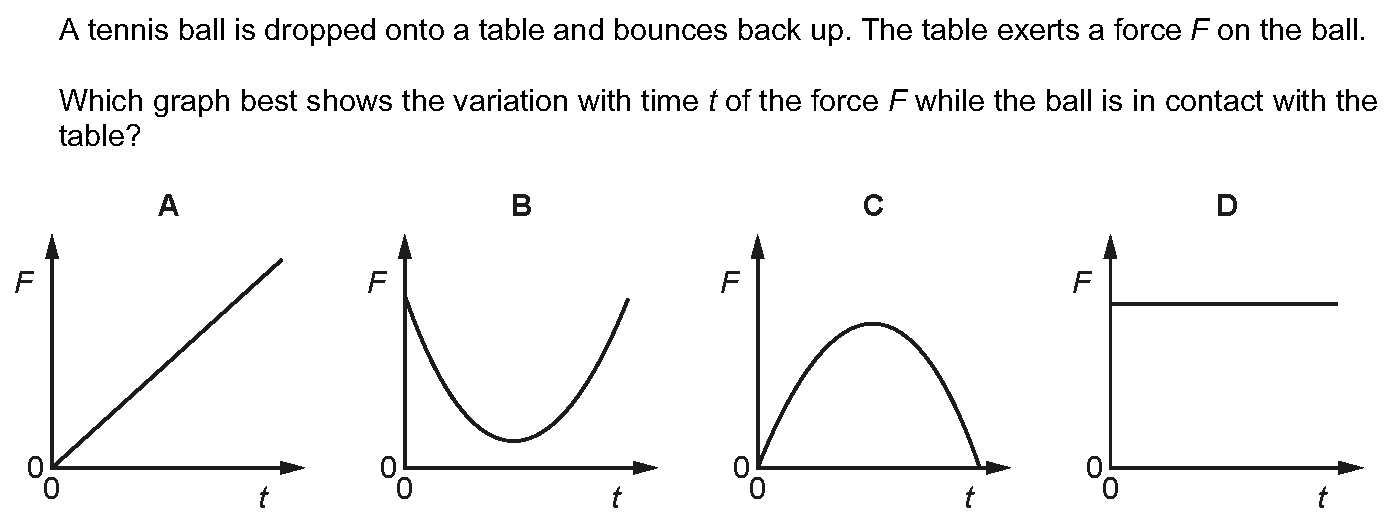 A tennis ball is dropped onto a table and bounces back up. The table exerts a force F on the ball.
Which graph best shows the variation with time t of the force F while the ball is in contact with the
table?
A B C D
F F F F
0 0 0 0
0 t 0 t 0 t 0 t